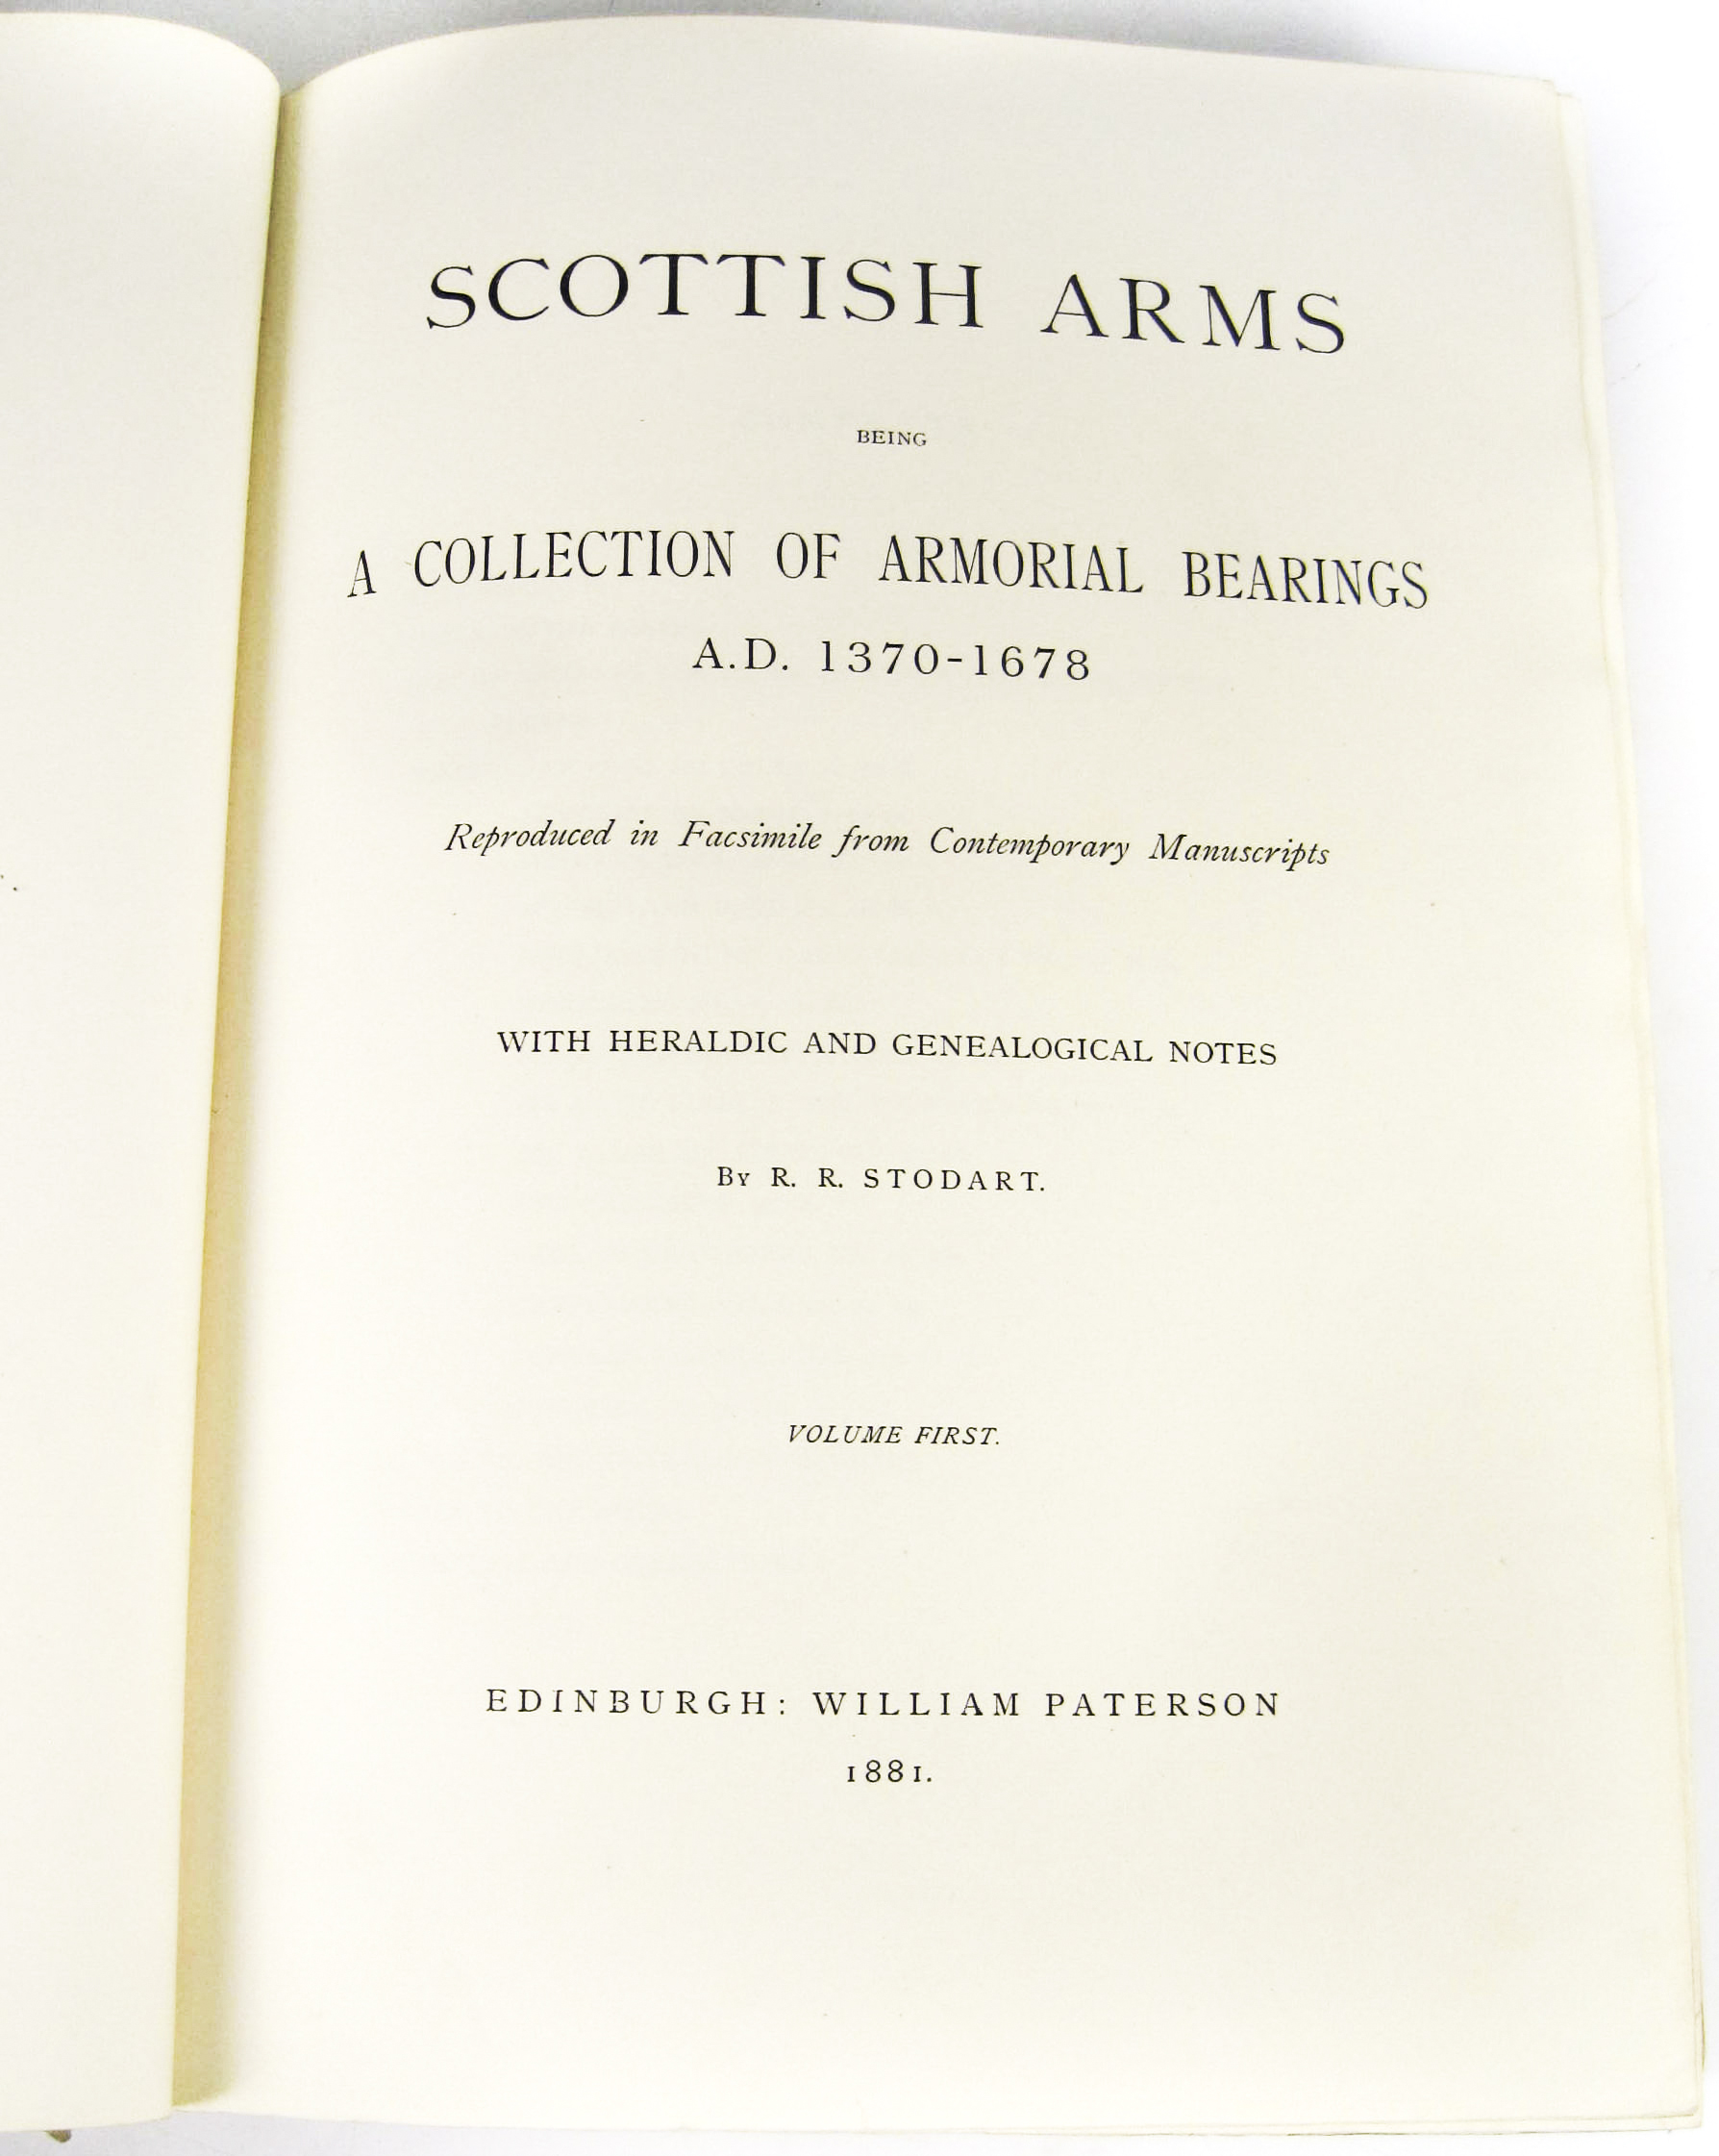 SCOTTISH ARMS
BEING
A COLLECTION OF ARMORIAL BEARINGS
A.D. 1370-1678
Reproduced in Facsimile from Contemporary Manuscripts
WITH HERALDIC AND GENEALOGICAL NOTES
By R. R. STODART.
VOLUME FIRST.
EDINBURGH: WILLIAM PATERSON
1881.